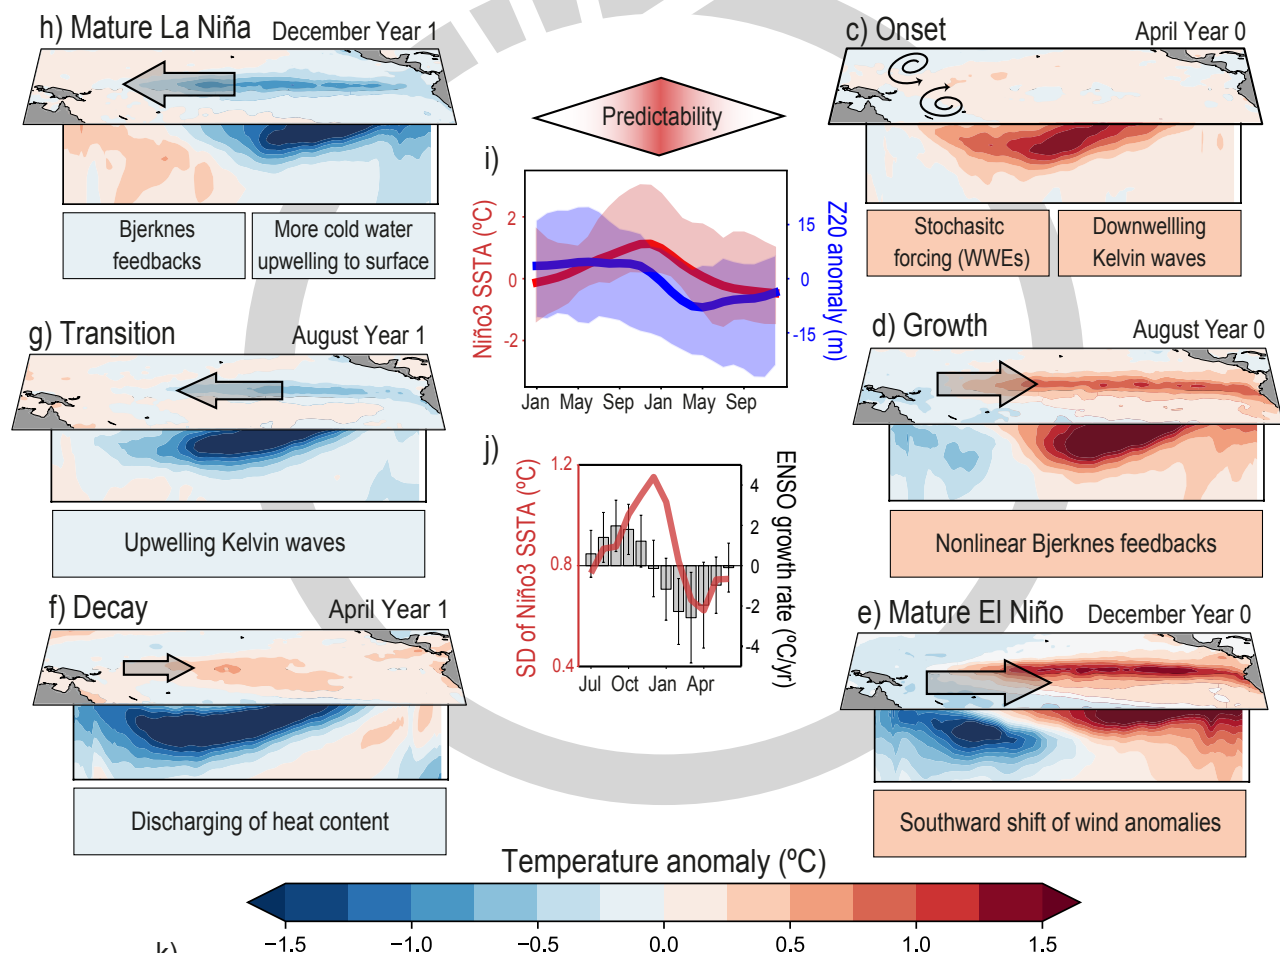 h) Mature La Niña December Year 1
Bjerknes
feedbacks
More cold water
upwelling to surface
g) Transition August Year 1
Upwelling Kelvin waves
f) Decay April Year 1
Discharging of heat content
Predictability
i)
Niño3 SSTA (ºC)
2
0
-2
Z20 anomaly (m)
15
0
-15
Jan May Sep Jan May Sep
j)
SD of Niño3 SSTA (ºC)
1.2
0.8
0.4
ENSO growth rate (ºC/yr)
4
2
0
-2
-4
Jul Oct Jan Apr
c) Onset April Year 0
Stochasitc
forcing (WWEs)
Downwellling
Kelvin waves
d) Growth August Year 0
Nonlinear Bjerknes feedbacks
e) Mature El Niño December Year 0
Southward shift of wind anomalies
Temperature anomaly (ºC)
−1.5 −1.0 −0.5 0.0 0.5 1.0 1.5
k)